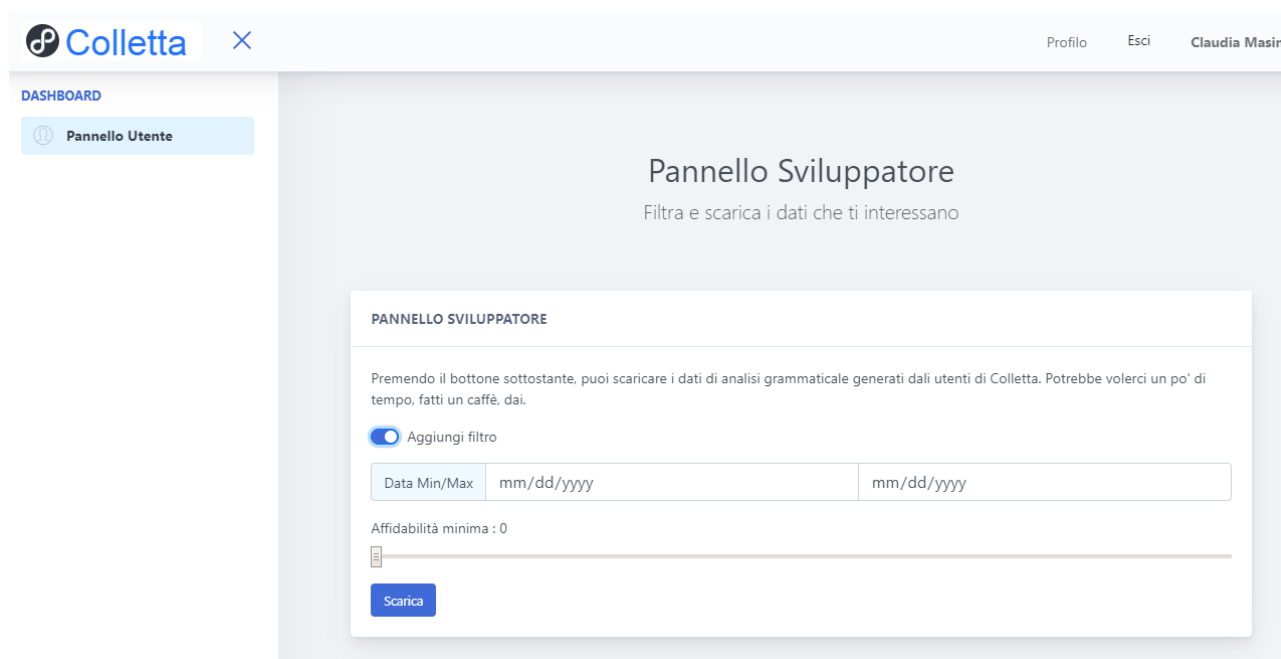 Colletta
Profilo
Esci
Claudia
DASHBOARD
Pannello Utente
Pannello Sviluppatore
Filtra e scarica i dati che ti interessano
PANNELLO SVILUPPATORE
Premendo il bottone sottostante, puoi scaricare i dati di analisi grammaticale generati dali utenti di Colletta. Potrebbe volerci un po' di
tempo, fatti un caffè, dai.
Aggiungi filtro
Data Min/Max
mm/dd/yyyy
mm/dd/yyyy
Affidabilità minima : 0
Scarica